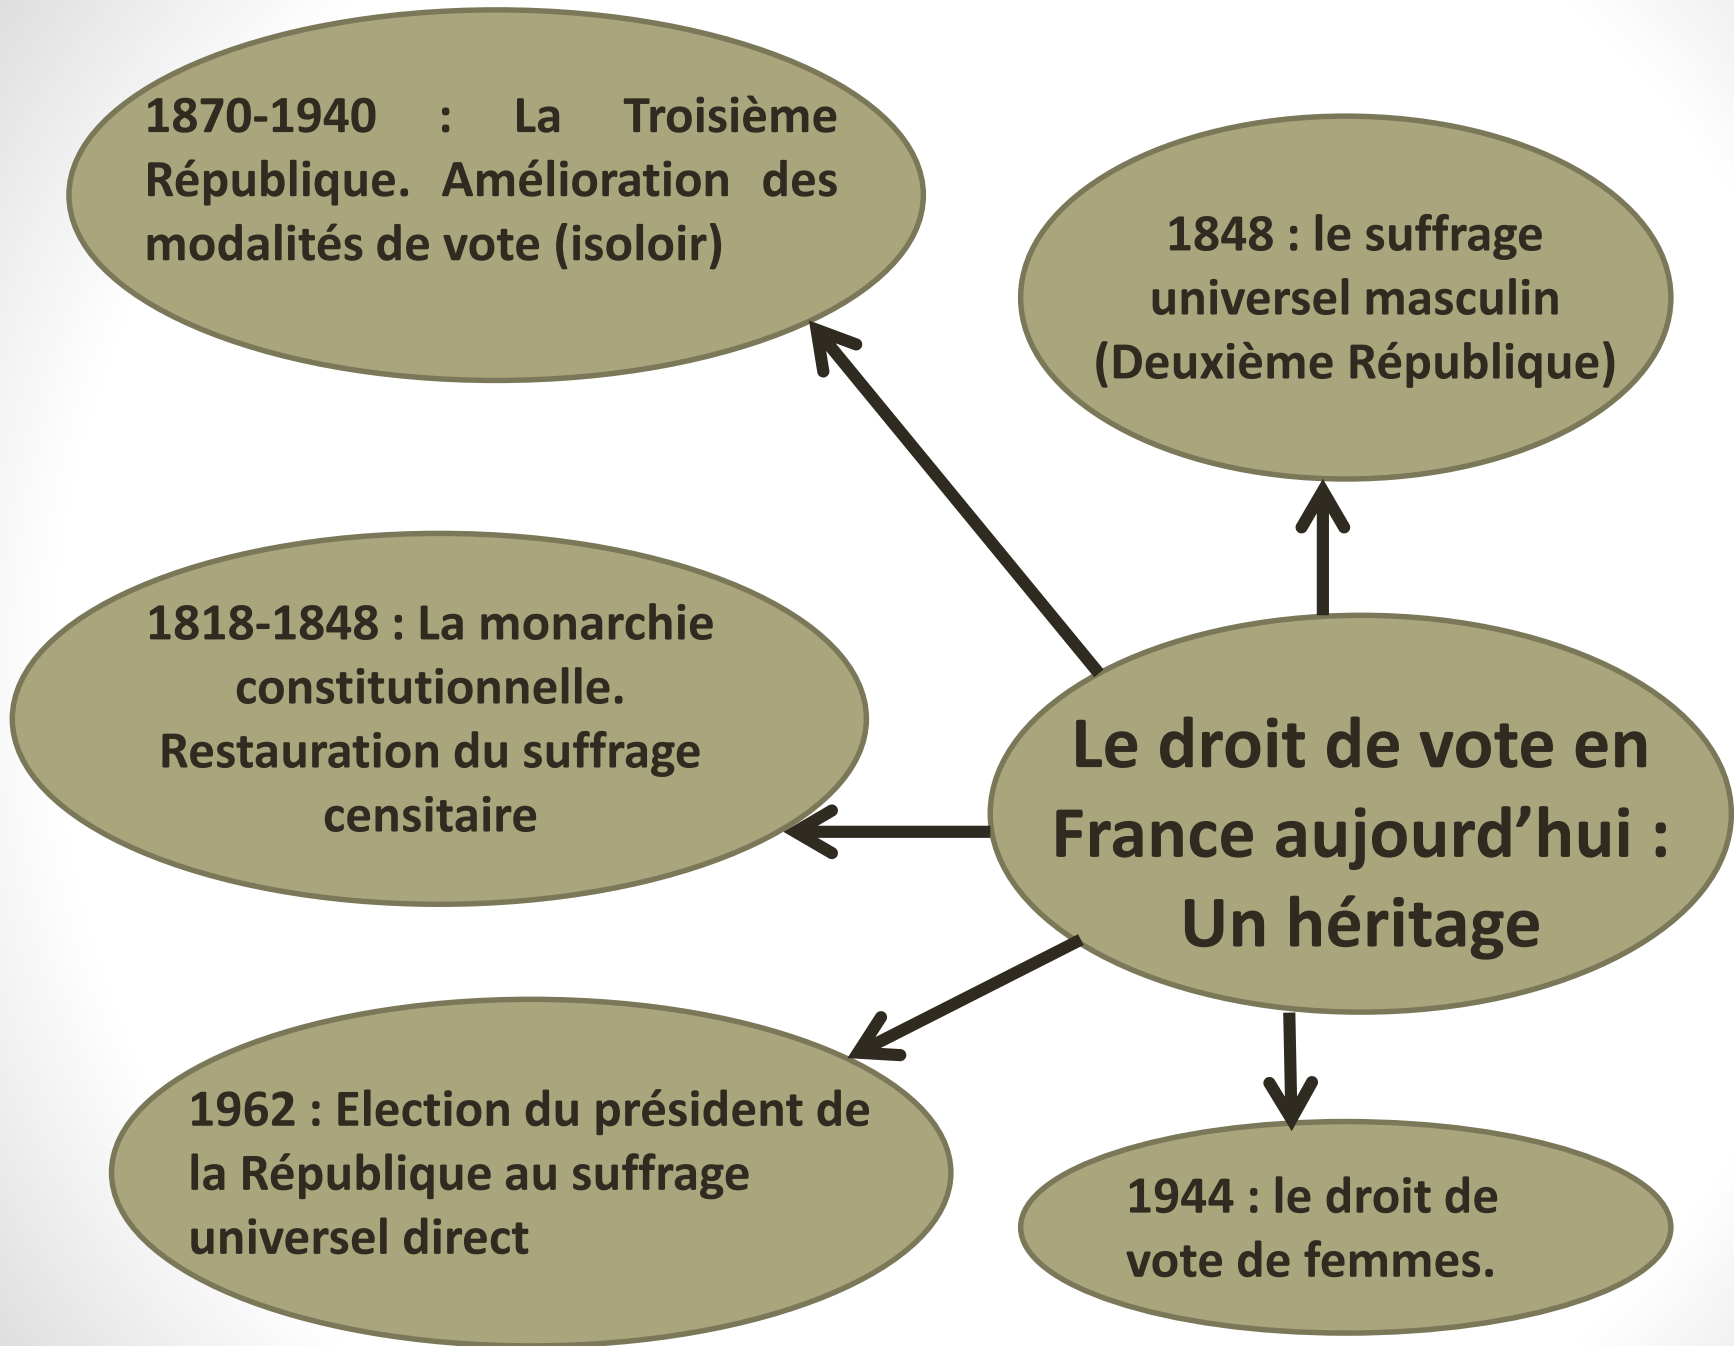 1870-1940 : La Troisième
République. Amélioration des
modalités de vote (isoloir)
1848 : le suffrage
universel masculin
(Deuxième République)
1818-1848 : La monarchie
constitutionnelle.
Restauration du suffrage
censitaire
Le droit de vote en
France aujourd’hui :
Un héritage
1962 : Election du président de
la République au suffrage
universel direct
1944 : le droit de
vote de femmes.